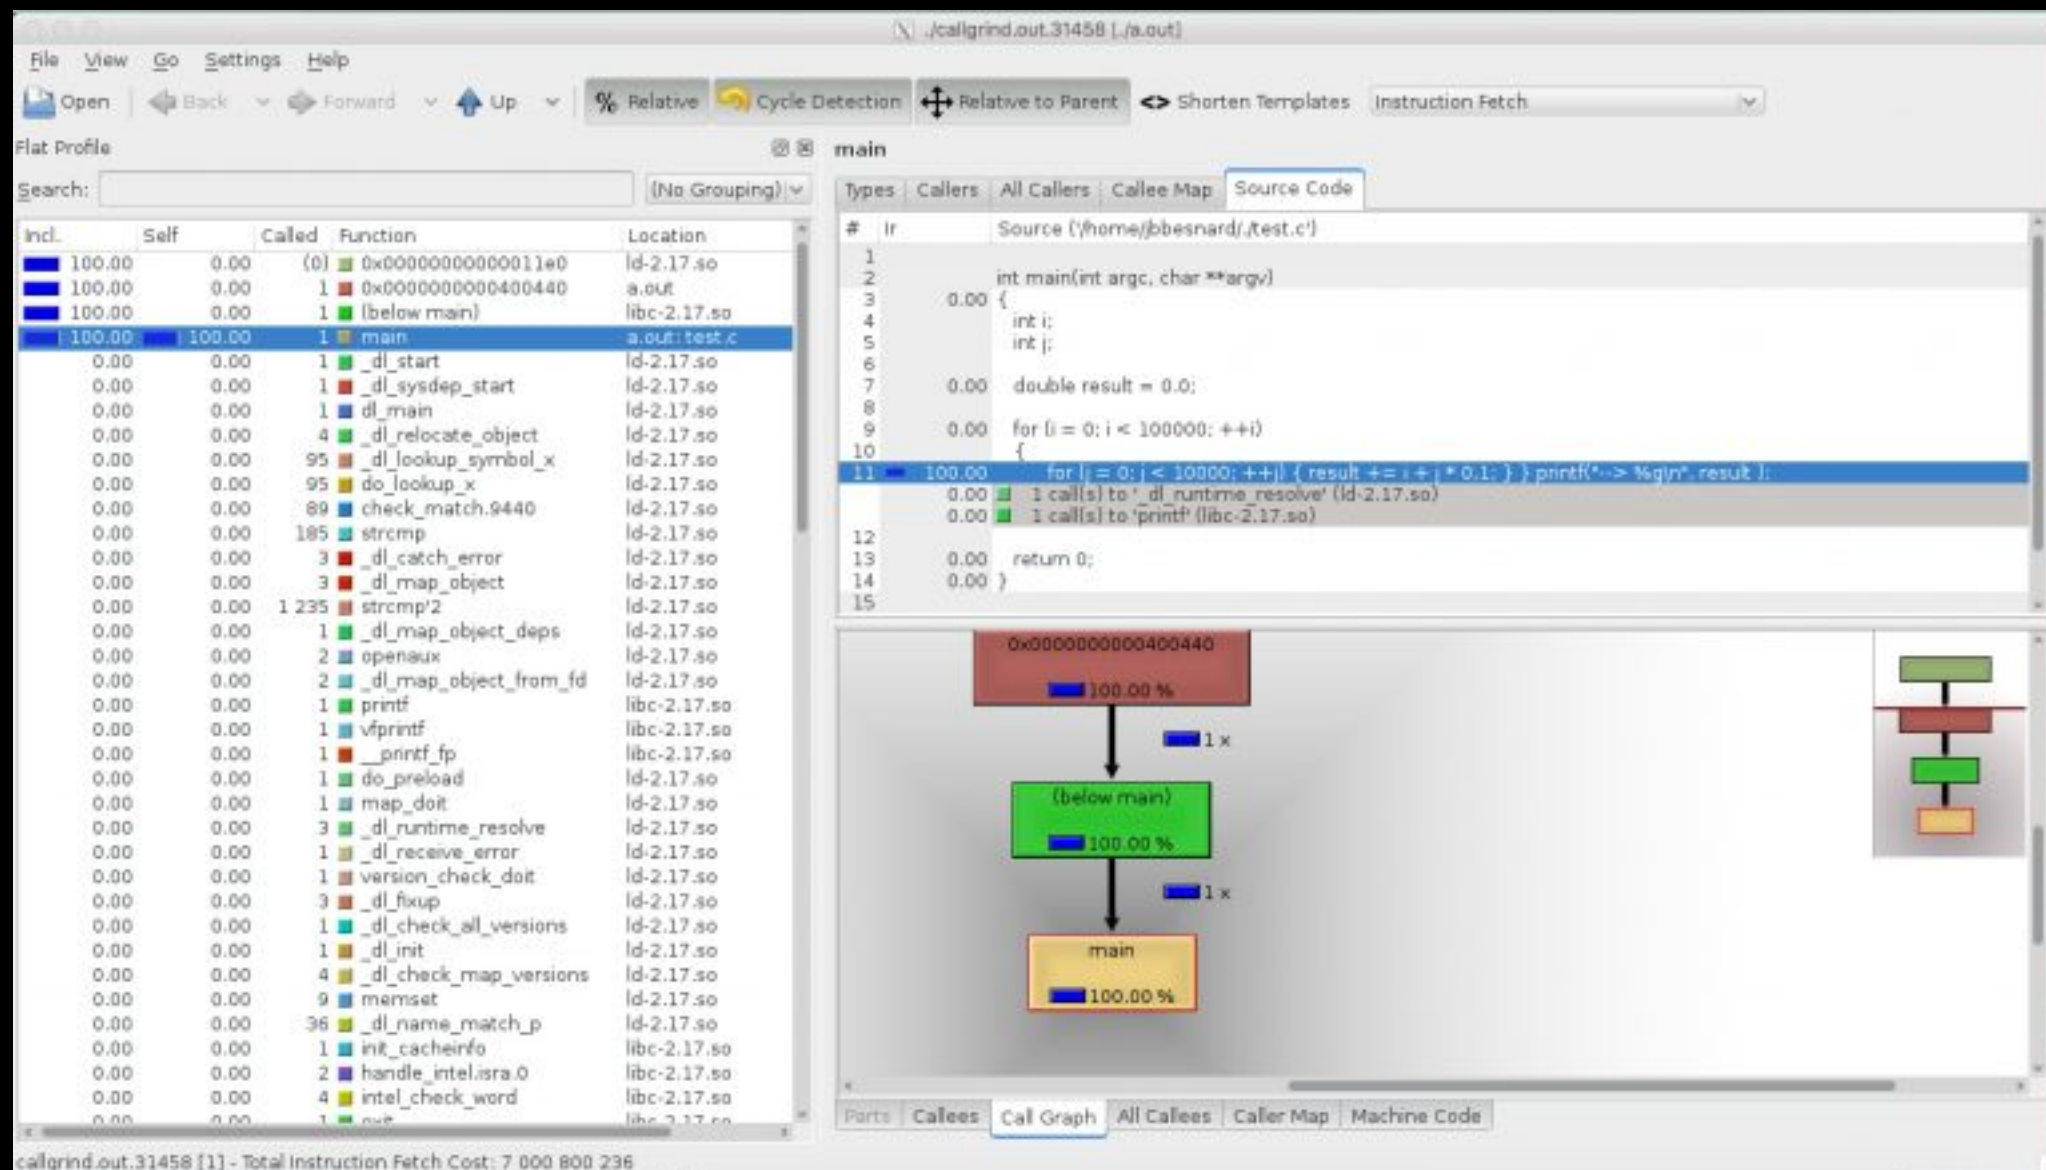 ./callgrind.out.31458 [./a.out]
File View Go Settings Help
Open Back Forward Up % Relative Cycle Detection Relative to Parent <> Shorten Templates Instruction Fetch
Flat Profile
Search: (No Grouping)
Incl. Self Called Function Location
100.00 0.00 (0) 0x00000000000011e0 ld-2.17.so
100.00 0.00 1 0x0000000000400440 a.out
100.00 0.00 1 (below main) libc-2.17.so
100.00 100.00 1 main a.out: test.c
0.00 0.00 1 _dl_start ld-2.17.so
0.00 0.00 1 _dl_sysdep_start ld-2.17.so
0.00 0.00 1 dl_main ld-2.17.so
0.00 0.00 4 _dl_relocate_object ld-2.17.so
0.00 0.00 95 _dl_lookup_symbol_x ld-2.17.so
0.00 0.00 95 do_lookup_x ld-2.17.so
0.00 0.00 89 check_match.9440 ld-2.17.so
0.00 0.00 185 strcmp ld-2.17.so
0.00 0.00 3 _dl_catch_error ld-2.17.so
0.00 0.00 3 _dl_map_object ld-2.17.so
0.00 0.00 1 235 strcmp'2 ld-2.17.so
0.00 0.00 1 _dl_map_object_deps ld-2.17.so
0.00 0.00 2 openaux ld-2.17.so
0.00 0.00 2 _dl_map_object_from_fd ld-2.17.so
0.00 0.00 1 printf libc-2.17.so
0.00 0.00 1 vfprintf libc-2.17.so
0.00 0.00 1 __printf_fp libc-2.17.so
0.00 0.00 1 do_preload ld-2.17.so
0.00 0.00 1 map_doit ld-2.17.so
0.00 0.00 3 _dl_runtime_resolve ld-2.17.so
0.00 0.00 1 _dl_receive_error ld-2.17.so
0.00 0.00 1 version_check_doit ld-2.17.so
0.00 0.00 3 _dl_fixup ld-2.17.so
0.00 0.00 1 _dl_check_all_versions ld-2.17.so
0.00 0.00 1 _dl_init ld-2.17.so
0.00 0.00 4 _dl_check_map_versions ld-2.17.so
0.00 0.00 9 memset ld-2.17.so
0.00 0.00 36 _dl_name_match_p ld-2.17.so
0.00 0.00 1 init_cacheinfo libc-2.17.so
0.00 0.00 2 handle_intel.isra.0 libc-2.17.so
0.00 0.00 4 intel_check_word libc-2.17.so
main
Types Callers All Callers Callee Map Source Code
# Ir Source ('/home/jbbesnard/./test.c')
1
2 int main(int argc, char **argv)
3 0.00 {
4 int i;
5 int j;
6
7 0.00 double result = 0.0;
8
9 0.00 for (i = 0; i < 100000; ++i)
10 {
11 100.00 for (j = 0; j < 10000; ++j) { result += i + j * 0.1; } } printf("--> %g\n", result );
0.00 1 call(s) to '_dl_runtime_resolve' (ld-2.17.so)
0.00 1 call(s) to 'printf' (libc-2.17.so)
12
13 0.00 return 0;
14 0.00 }
15
0x0000000000400440
100.00 %
1 x
(below main)
100.00 %
1 x
main
100.00 %
Parts Callees Call Graph All Callees Caller Map Machine Code
callgrind.out.31458 [1] - Total Instruction Fetch Cost: 7 000 800 236